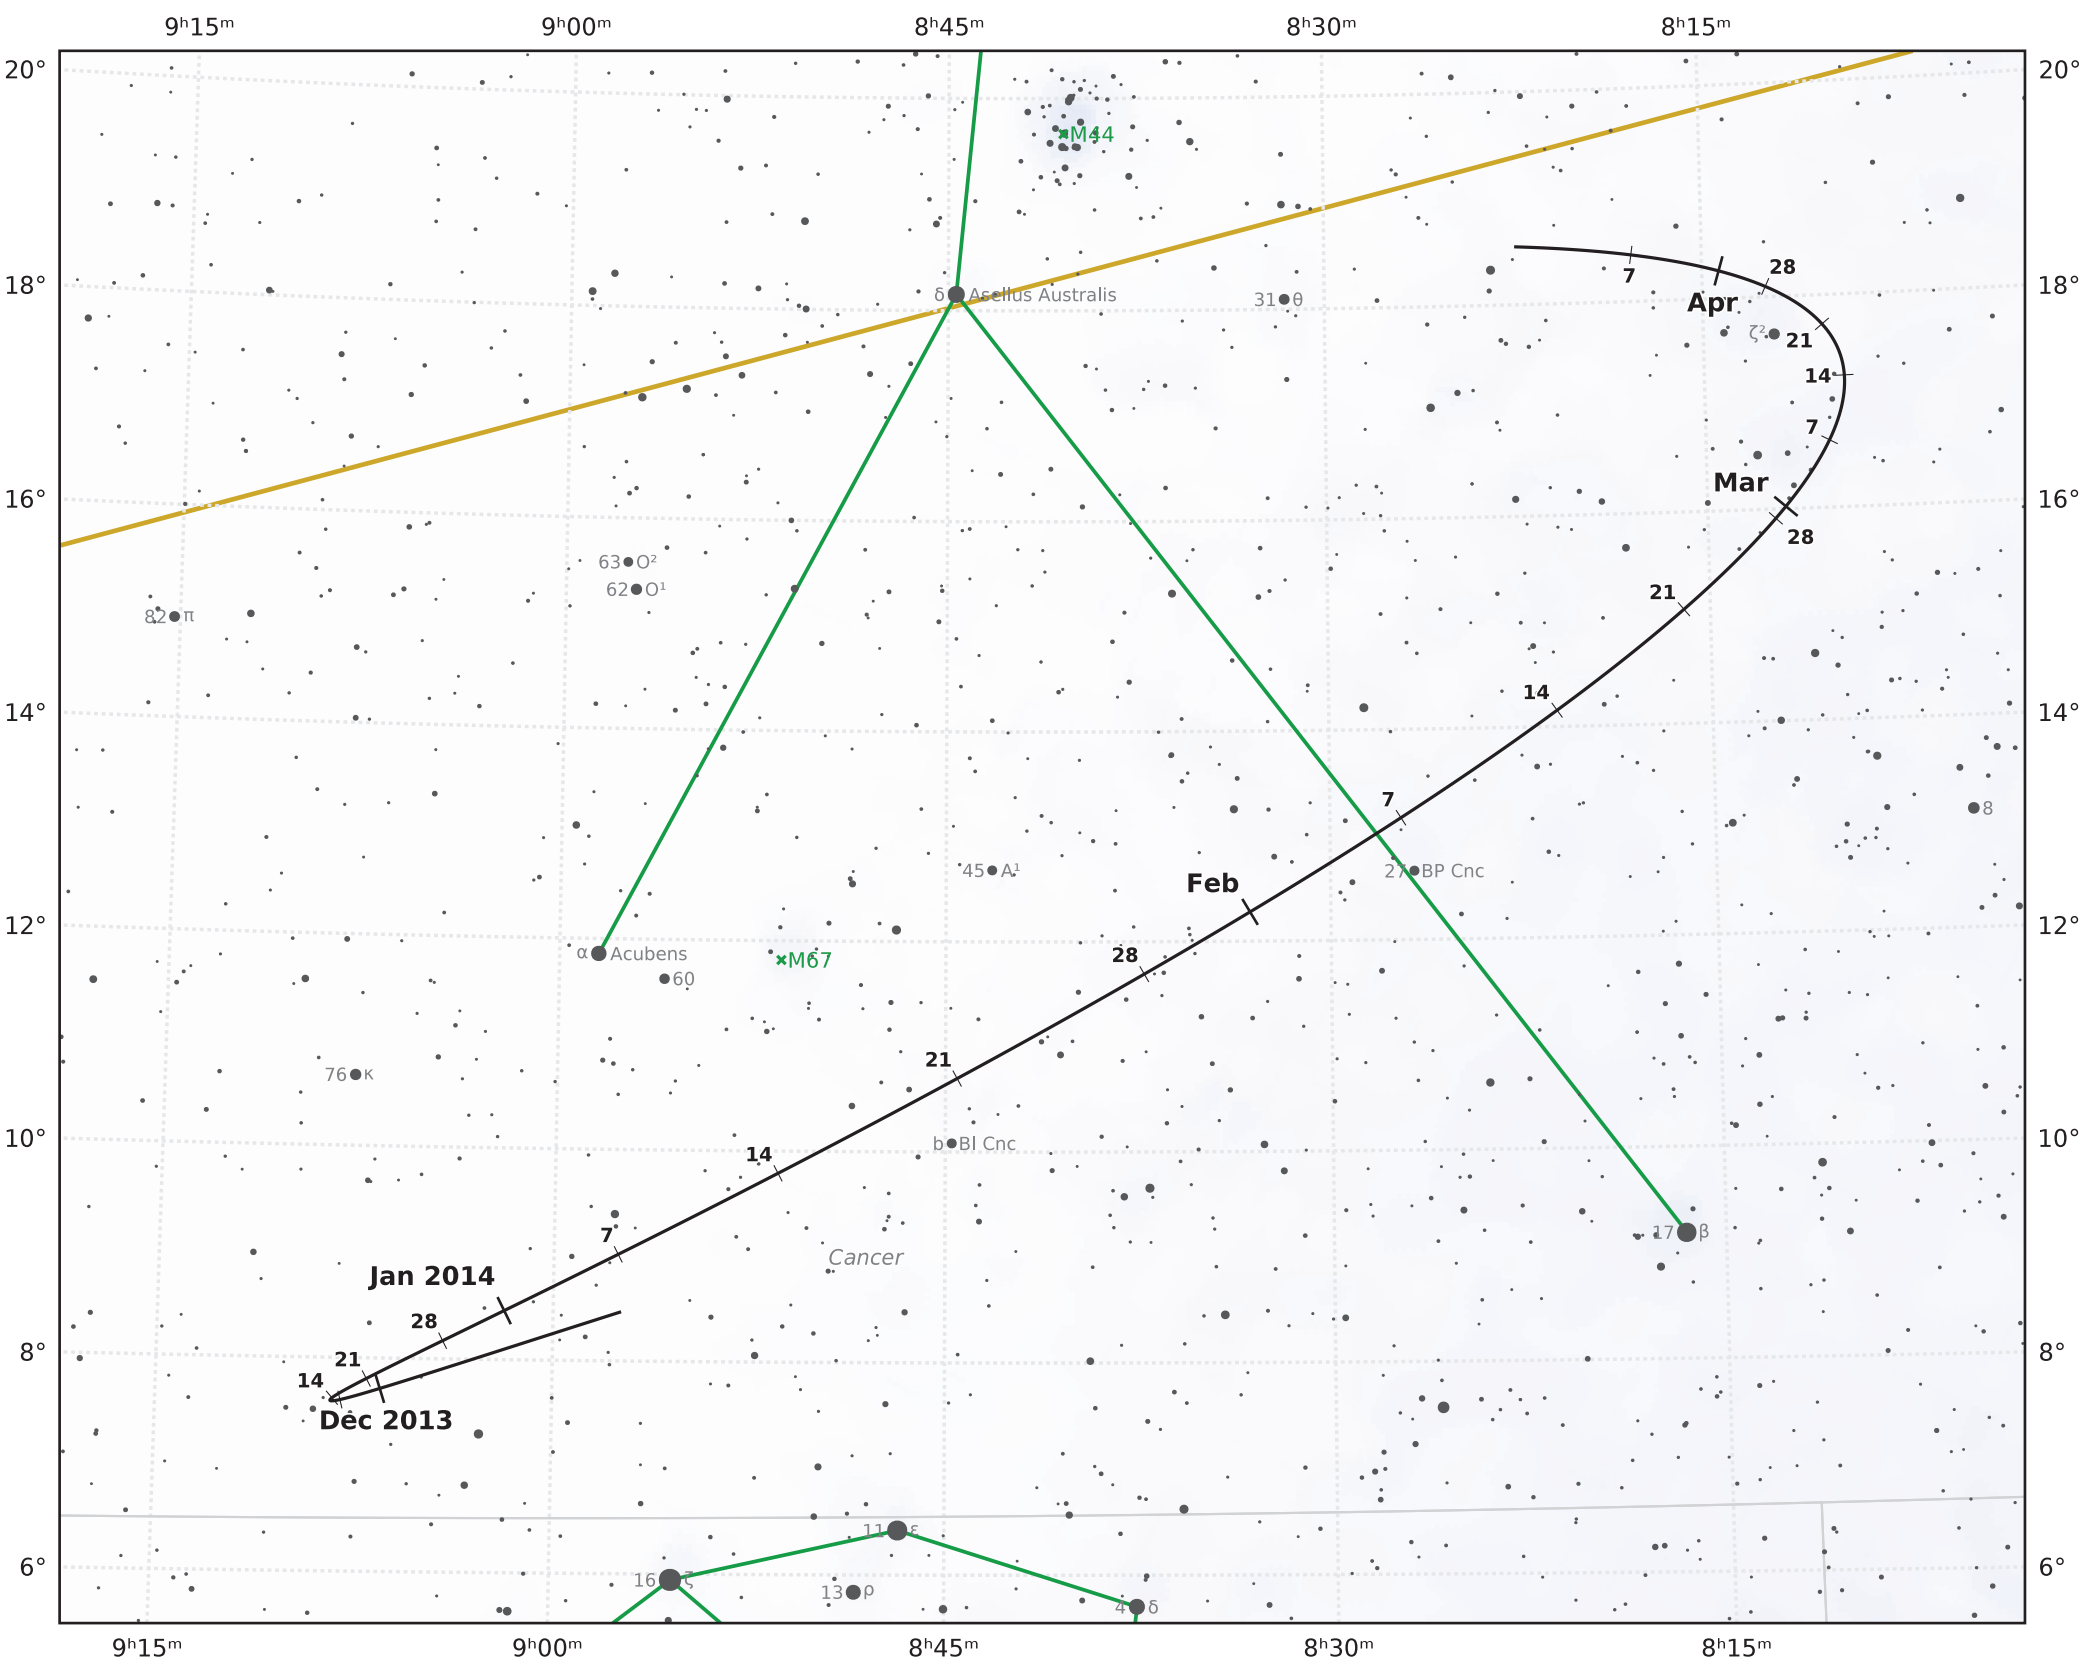 9ʰ15ᵐ 9ʰ00ᵐ 8ʰ45ᵐ 8ʰ30ᵐ 8ʰ15ᵐ
20° 20°
M44
18° δ Asellus Australis 31 θ 7 28 18°
Apr
ζ² 21
14
7
16° Mar 16°
28
63 O²
62 O¹ 21
82 π
14
14° 14°
7 8
45 A¹ 27 BP Cnc
Feb
12° 12°
α Acubens M67 28
60
21
76 κ
10° b BI Cnc 10°
14
7 17 β
Cancer
Jan 2014
28
8° 8°
21
14
Dec 2013
11 ε
6° 16 ζ 6°
13 ρ
4 δ
9ʰ15ᵐ 9ʰ00ᵐ 8ʰ45ᵐ 8ʰ30ᵐ 8ʰ15ᵐ